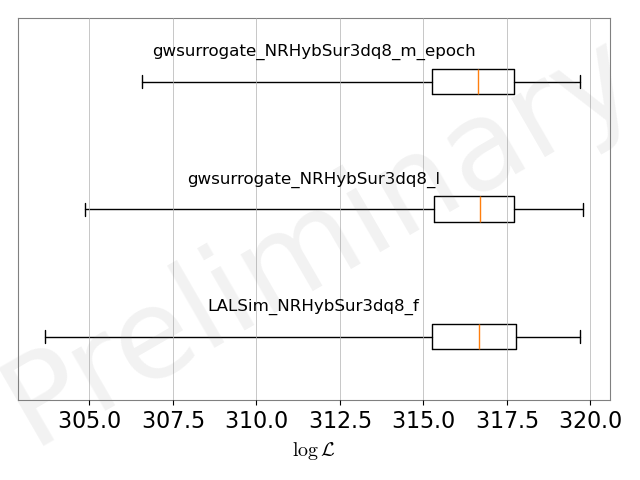 gwsurrogate_NRHybSur3dq8_m_epoch
gwsurrogate_NRHybSur3dq8_l
LALSim_NRHybSur3dq8_f
Preliminary
305.0 307.5 310.0 312.5 315.0 317.5 320.0
log ℒ